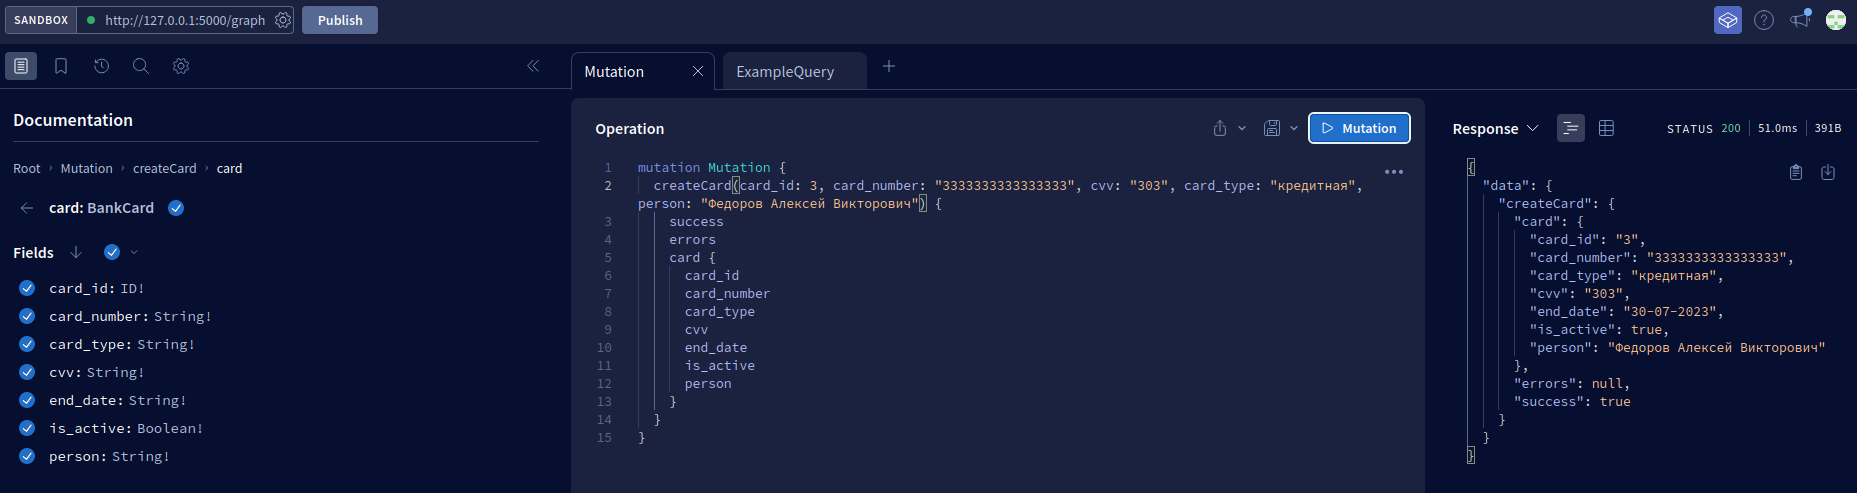 SANDBOX http://127.0.0.1:5000/graph Publish
Mutation ExampleQuery
Documentation
Root › Mutation › createCard › card
card: BankCard
Fields
card_id: ID!
card_number: String!
card_type: String!
cvv: String!
end_date: String!
is_active: Boolean!
person: String!
Operation
Mutation
1 mutation Mutation {
2 createCard(card_id: 3, card_number: "3333333333333333", cvv: "303", card_type: "кредитная",
person: "Федоров Алексей Викторович") {
3 success
4 errors
5 card {
6 card_id
7 card_number
8 card_type
9 cvv
10 end_date
11 is_active
12 person
13 }
14 }
15 }
Response STATUS 200 51.0ms 391B
{
"data": {
"createCard": {
"card": {
"card_id": "3",
"card_number": "3333333333333333",
"card_type": "кредитная",
"cvv": "303",
"end_date": "30-07-2023",
"is_active": true,
"person": "Федоров Алексей Викторович"
},
"errors": null,
"success": true
}
}
}